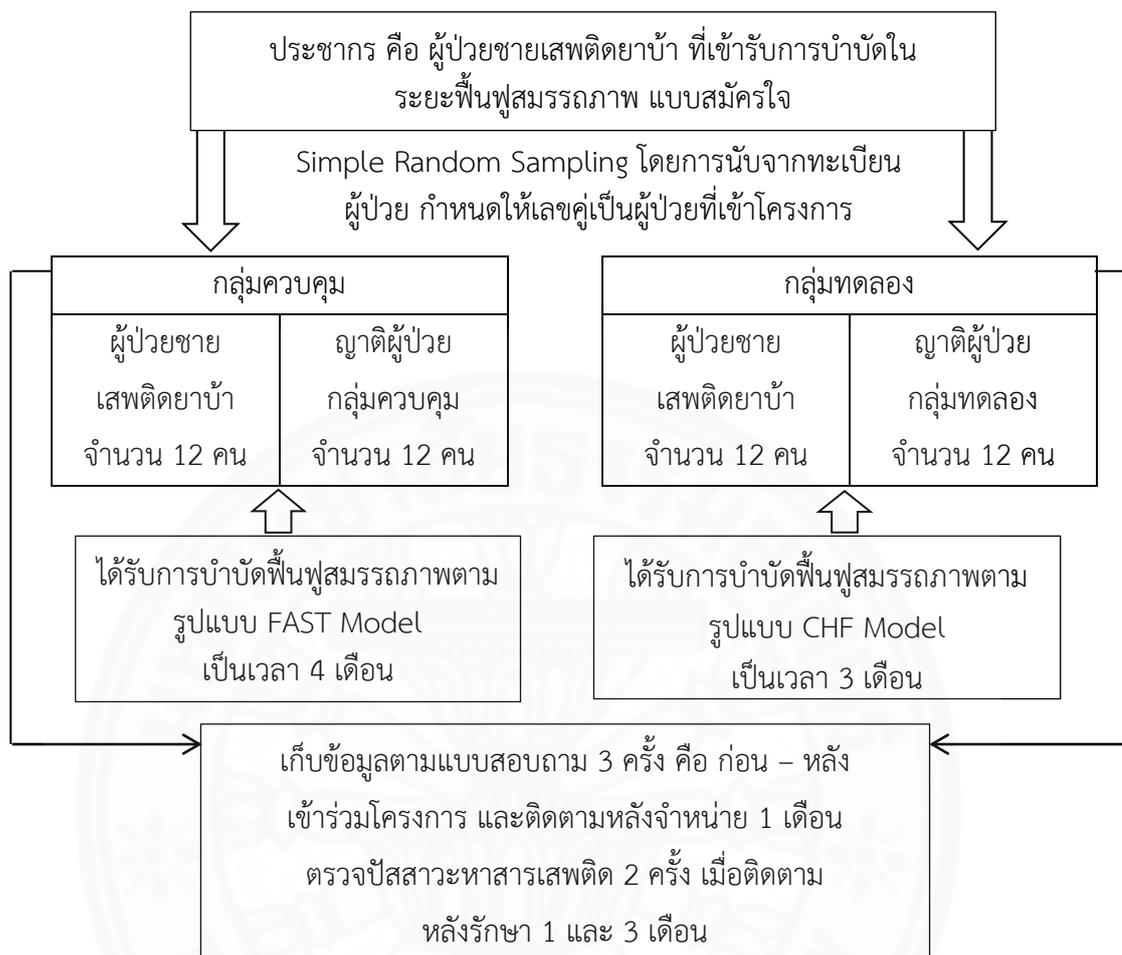 ประชากร คือ ผู้ป่วยชายเสพติดยาบ้า ที่เข้ารับการบำบัดใน
ระยะฟื้นฟูสมรรถภาพ แบบสมัครใจ
Simple Random Sampling โดยการนับจากทะเบียน
ผู้ป่วย กำหนดให้เลขคู่เป็นผู้ป่วยที่เข้าโครงการ
กลุ่มควบคุม
ผู้ป่วยชาย
เสพติดยาบ้า
จำนวน 12 คน
ญาติผู้ป่วย
กลุ่มควบคุม
จำนวน 12 คน
กลุ่มทดลอง
ผู้ป่วยชาย
เสพติดยาบ้า
จำนวน 12 คน
ญาติผู้ป่วย
กลุ่มทดลอง
จำนวน 12 คน
ได้รับการบำบัดฟื้นฟูสมรรถภาพตาม
รูปแบบ FAST Model
เป็นเวลา 4 เดือน
ได้รับการบำบัดฟื้นฟูสมรรถภาพตาม
รูปแบบ CHF Model
เป็นเวลา 3 เดือน
เก็บข้อมูลตามแบบสอบถาม 3 ครั้ง คือ ก่อน – หลัง
เข้าร่วมโครงการ และติดตามหลังจำหน่าย 1 เดือน
ตรวจปัสสาวะหาสารเสพติด 2 ครั้ง เมื่อติดตาม
หลังรักษา 1 และ 3 เดือน